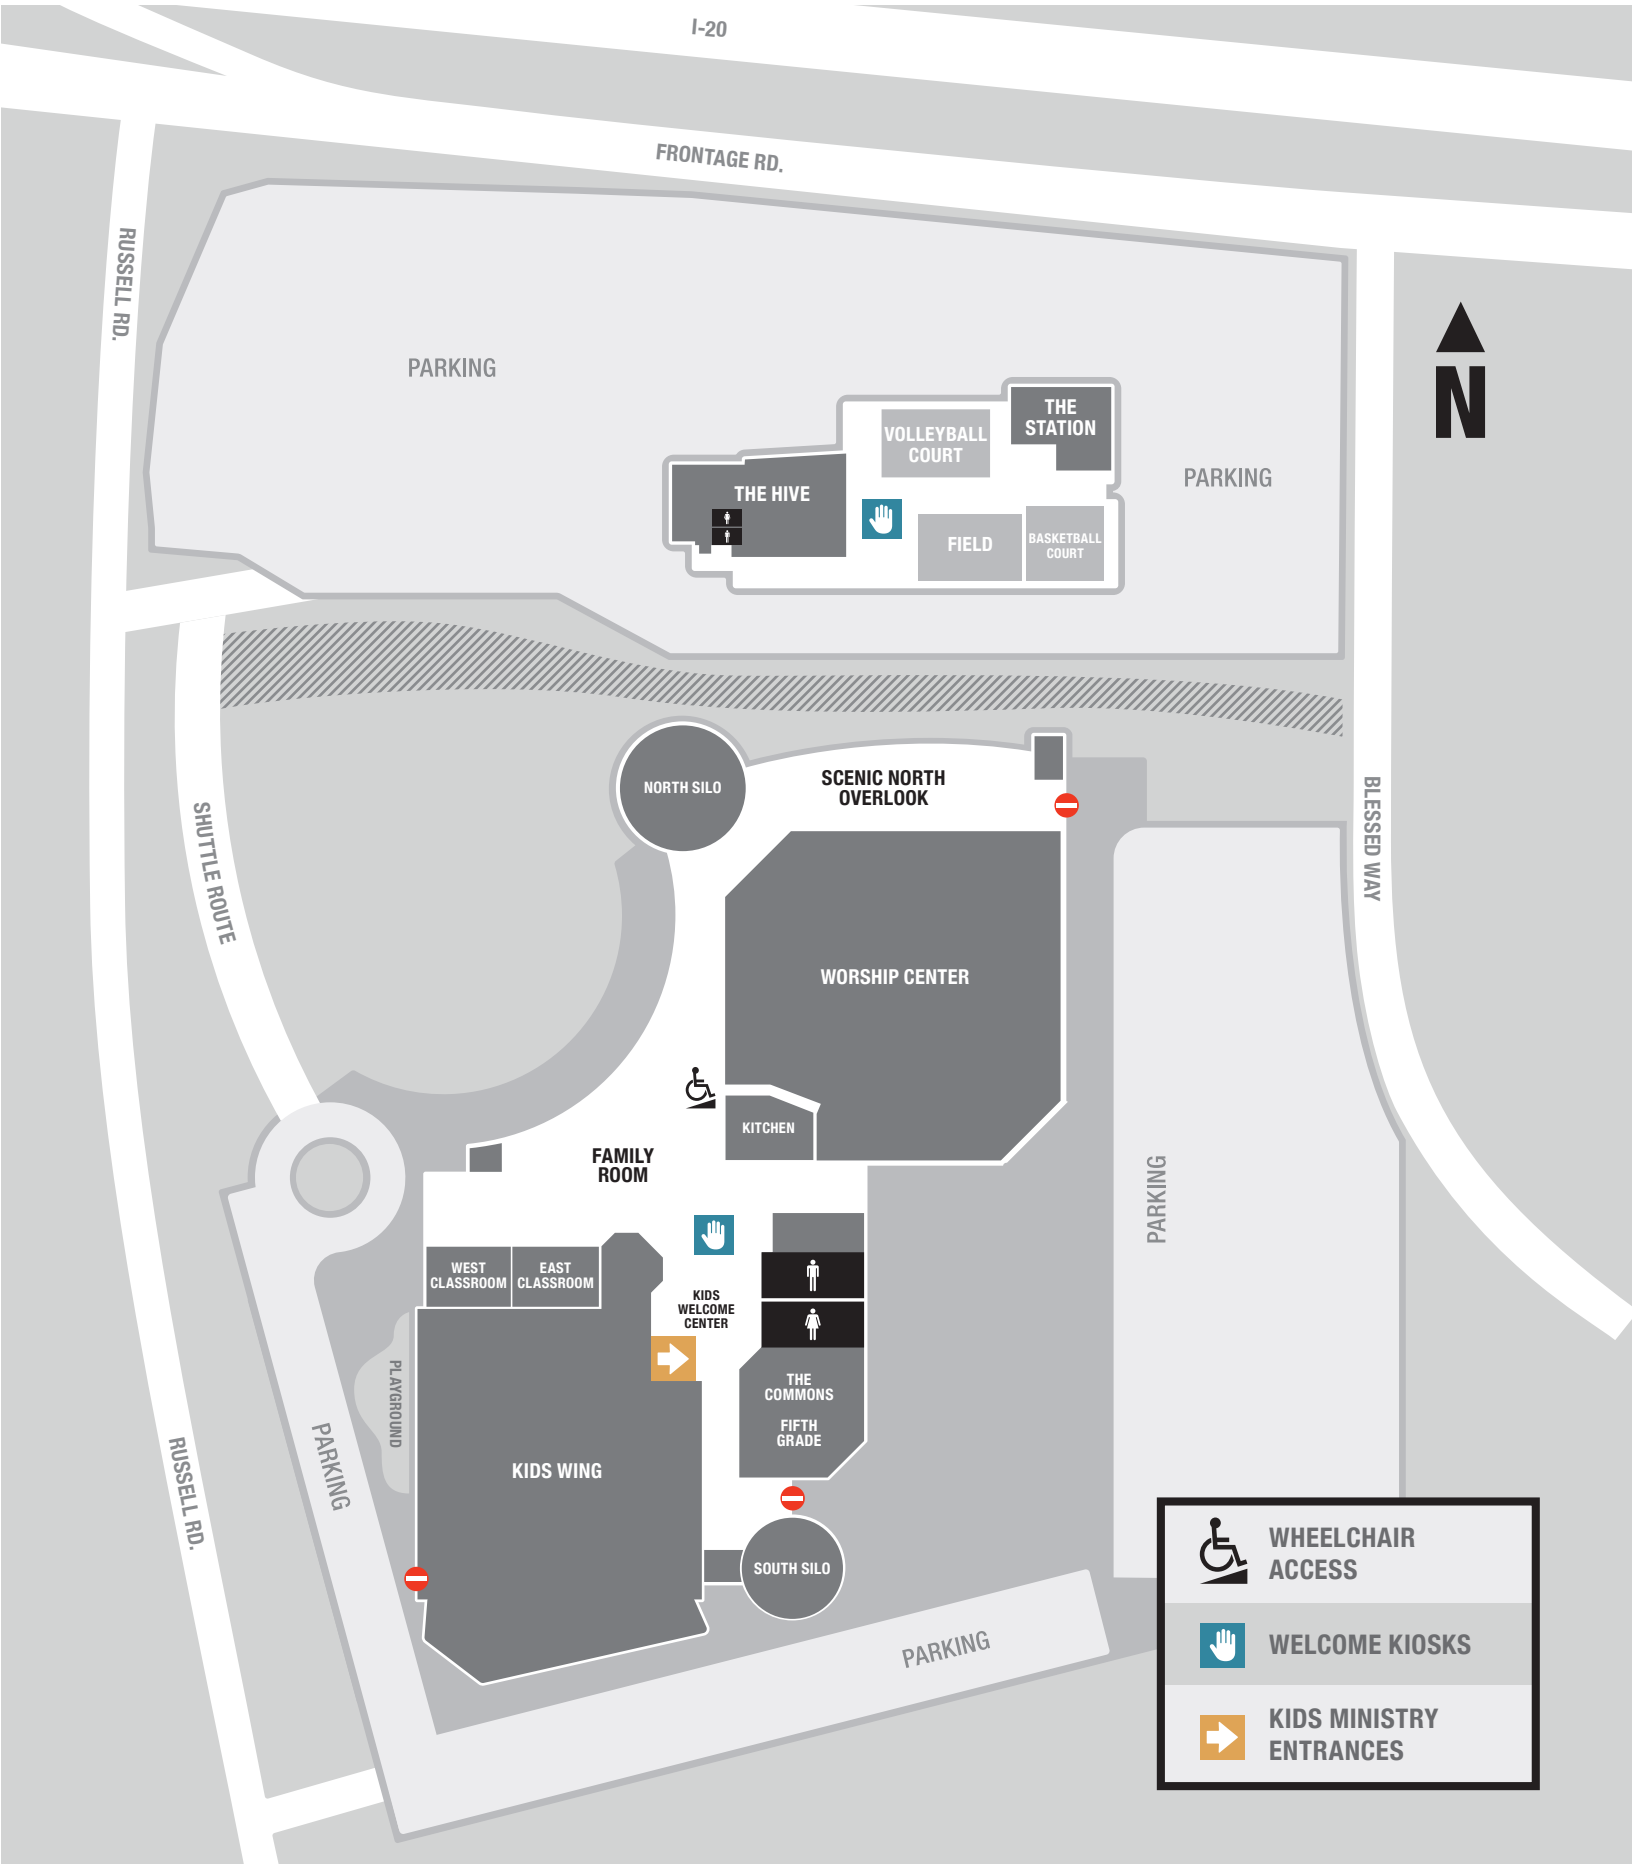 I-20
FRONTAGE RD.
RUSSELL RD.
PARKING
N
THE
STATION
VOLLEYBALL
COURT
PARKING
THE HIVE
FIELD
BASKETBALL
COURT
SCENIC NORTH
OVERLOOK
NORTH SILO
BLESSED WAY
SHUTTLE ROUTE
WORSHIP CENTER
KITCHEN
FAMILY
ROOM
PARKING
WEST
CLASSROOM
EAST
CLASSROOM
KIDS
WELCOME
CENTER
PLAYGROUND
THE
COMMONS
FIFTH
GRADE
PARKING
KIDS WING
RUSSELL RD.
SOUTH SILO
PARKING
WHEELCHAIR
ACCESS
WELCOME KIOSKS
KIDS MINISTRY
ENTRANCES